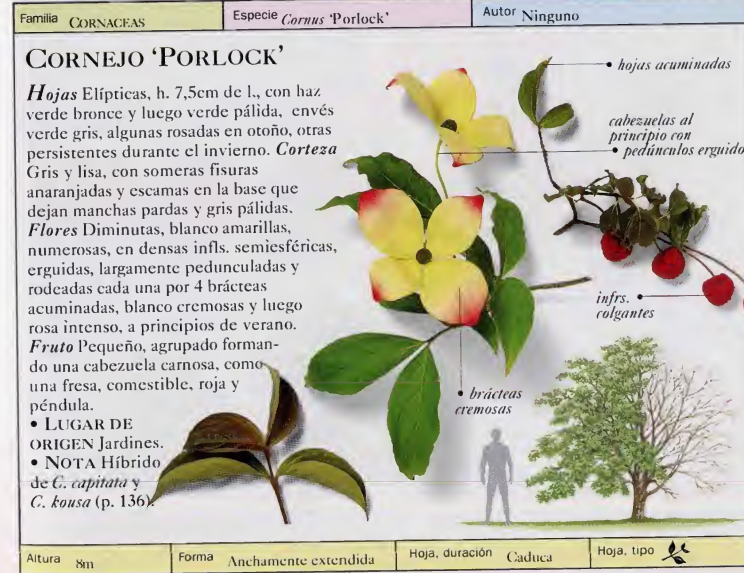 Familia CORNACEAS
Especie Cornus 'Porlock'
Autor Ninguno
CORNEJO 'PORLOCK'
Hojas Elípticas, h. 7,5cm de l., con haz
verde bronce y luego verde pálida, envés
verde gris, algunas rosadas en otoño, otras
persistentes durante el invierno. Corteza
Gris y lisa, con someras fisuras
anaranjadas y escamas en la base que
dejan manchas pardas y gris pálidas.
Flores Diminutas, blanco amarillas,
numerosas, en densas infls. semiesféricas,
erguidas, largamente pedunculadas y
rodeadas cada una por 4 brácteas
acuminadas, blanco cremosas y luego
rosa intenso, a principios de verano.
Fruto Pequeño, agrupado forman-
do una cabezuela carnosa, como
una fresa, comestible, roja y
péndula.
• LUGAR DE
ORIGEN Jardines.
• NOTA Híbrido
de C. capitata y
C. kousa (p. 136).
• hojas acuminadas
cabezuelas al
principio con
• pedúnculos erguido
infrs. •
colgantes
• brácteas
cremosas
Altura 8m
Forma Anchamente extendida
Hoja, duración Caduca
Hoja, tipo